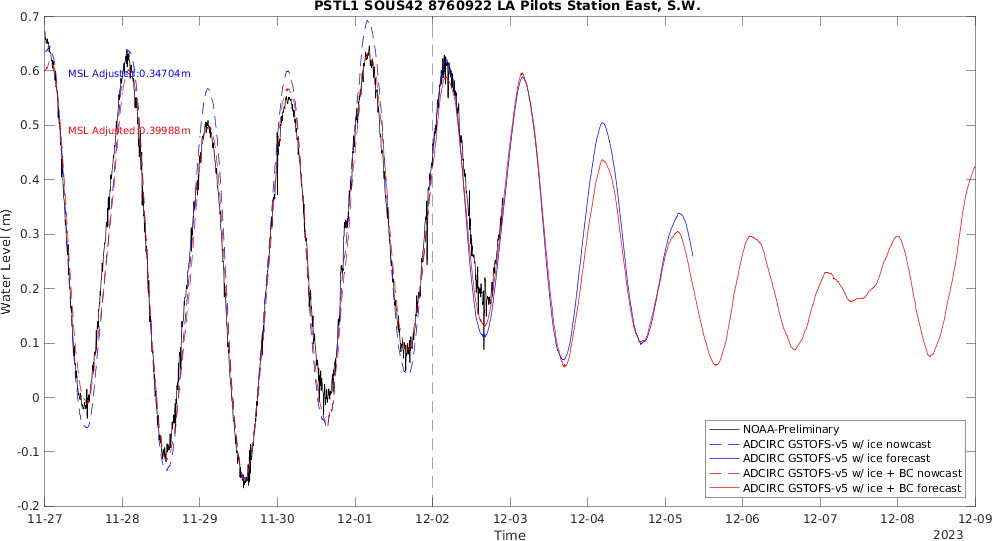 PSTL1 SOUS42 8760922 LA Pilots Station East, S.W.
0.7
0.6
0.5
0.4
0.3
0.2
0.1
0
-0.1
-0.2
Water Level (m)
MSL Adjusted:0.34704m
MSL Adjusted:0.39988m
NOAA-Preliminary
ADCIRC GSTOFS-v5 w/ ice nowcast
ADCIRC GSTOFS-v5 w/ ice forecast
ADCIRC GSTOFS-v5 w/ ice + BC nowcast
ADCIRC GSTOFS-v5 w/ ice + BC forecast
11-27 11-28 11-29 11-30 12-01 12-02 12-03 12-04 12-05 12-06 12-07 12-08 12-09
Time
2023